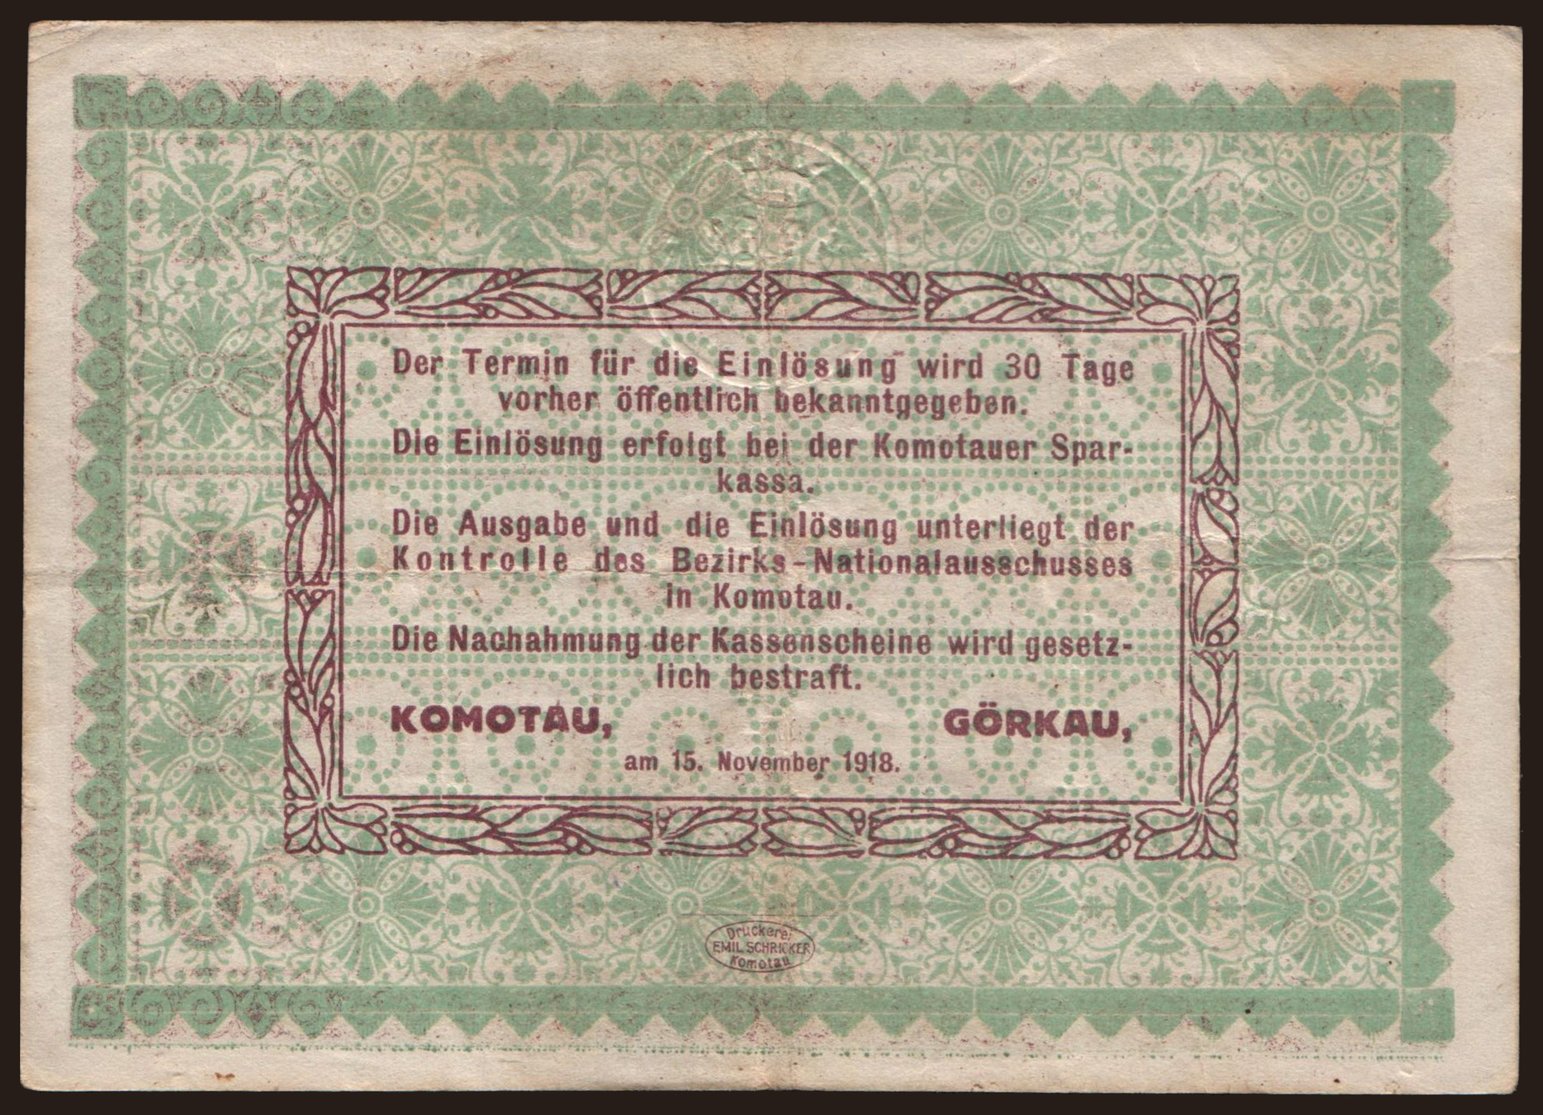 Der Termin für die Einlösung wird 30 Tage
vorher öffentlich bekanntgegeben.
Die Einlösung erfolgt bei der Komotauer Spar-
kassa.
Die Ausgabe und die Einlösung unterliegt der
Kontrolle des Bezirks-Nationalausschusses
in Komotau.
Die Nachahmung der Kassenscheine wird gesetz-
lich bestraft.
KOMOTAU, GÖRKAU,
am 15. November 1918.
Druckerei
EMIL SCHRICKER
Komotau